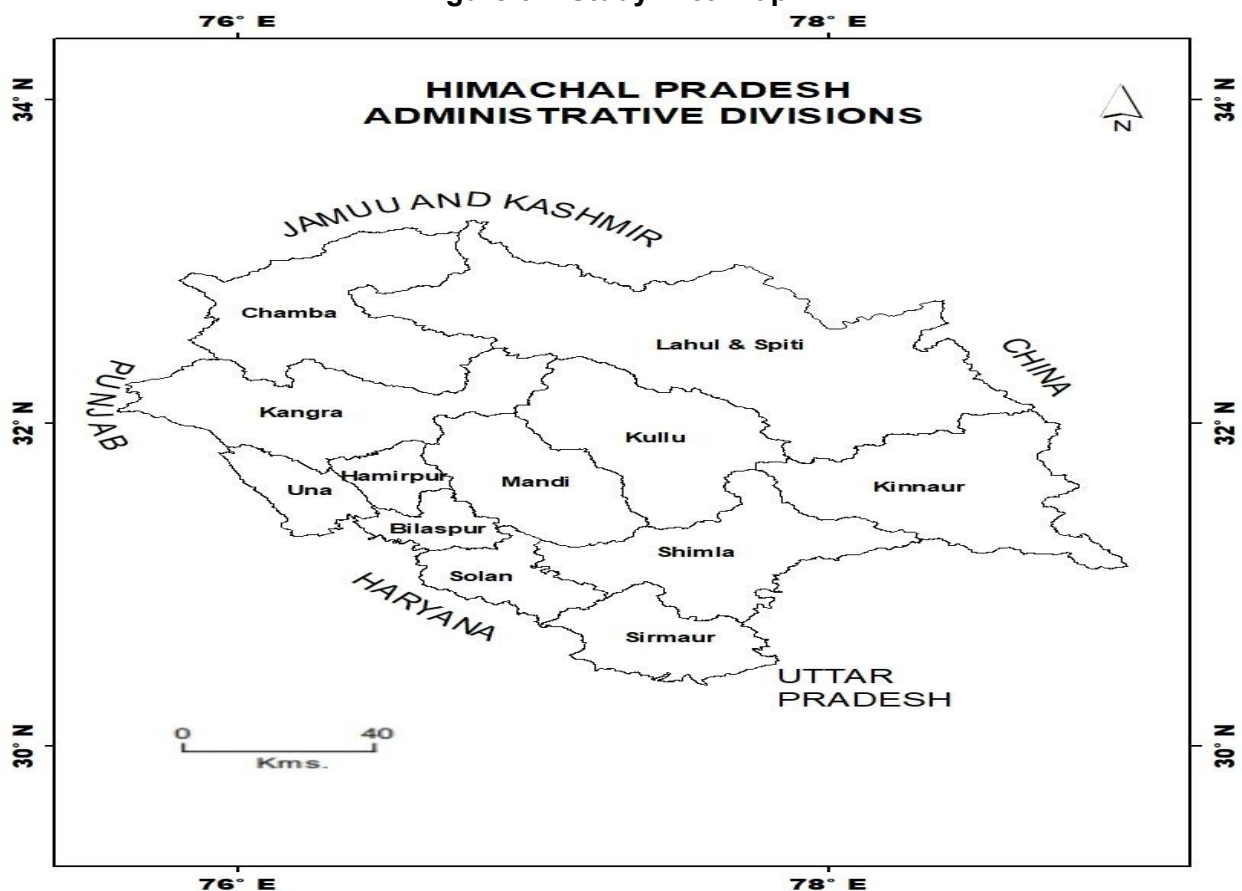 76° E
78° E
34° N
34° N
HIMACHAL PRADESH
ADMINISTRATIVE DIVISIONS
N
JAMUU AND KASHMIR
Chamba
Lahul & Spiti
CHINA
PUNJAB
Kangra
32° N
32° N
Kullu
Hamirpur
Una
Mandi
Kinnaur
Bilaspur
Shimla
Solan
HARYANA
Sirmaur
UTTAR
PRADESH
0 40
Kms.
30° N
30° N
76° E
78° E